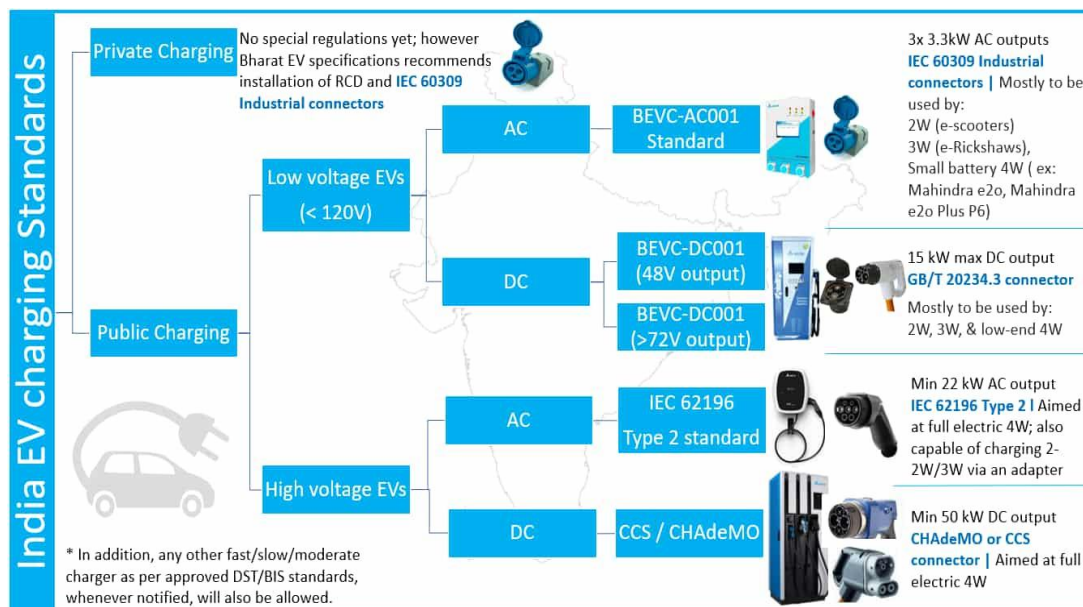 India EV charging Standards
Private Charging
No special regulations yet; however
Bharat EV specifications recommends
installation of RCD and IEC 60309
Industrial connectors
Public Charging
Low voltage EVs
(< 120V)
AC
BEVC-AC001
Standard
3x 3.3kW AC outputs
IEC 60309 Industrial
connectors | Mostly to be
used by:
2W (e-scooters)
3W (e-Rickshaws),
Small battery 4W ( ex:
Mahindra e2o, Mahindra
e2o Plus P6)
DC
BEVC-DC001
(48V output)
BEVC-DC001
(>72V output)
15 kW max DC output
GB/T 20234.3 connector
Mostly to be used by:
2W, 3W, & low-end 4W
High voltage EVs
AC
IEC 62196
Type 2 standard
Min 22 kW AC output
IEC 62196 Type 2 l Aimed
at full electric 4W; also
capable of charging 2-
2W/3W via an adapter
DC
CCS / CHAdeMO
Min 50 kW DC output
CHAdeMO or CCS
connector | Aimed at full
electric 4W
* In addition, any other fast/slow/moderate
charger as per approved DST/BIS standards,
whenever notified, will also be allowed.